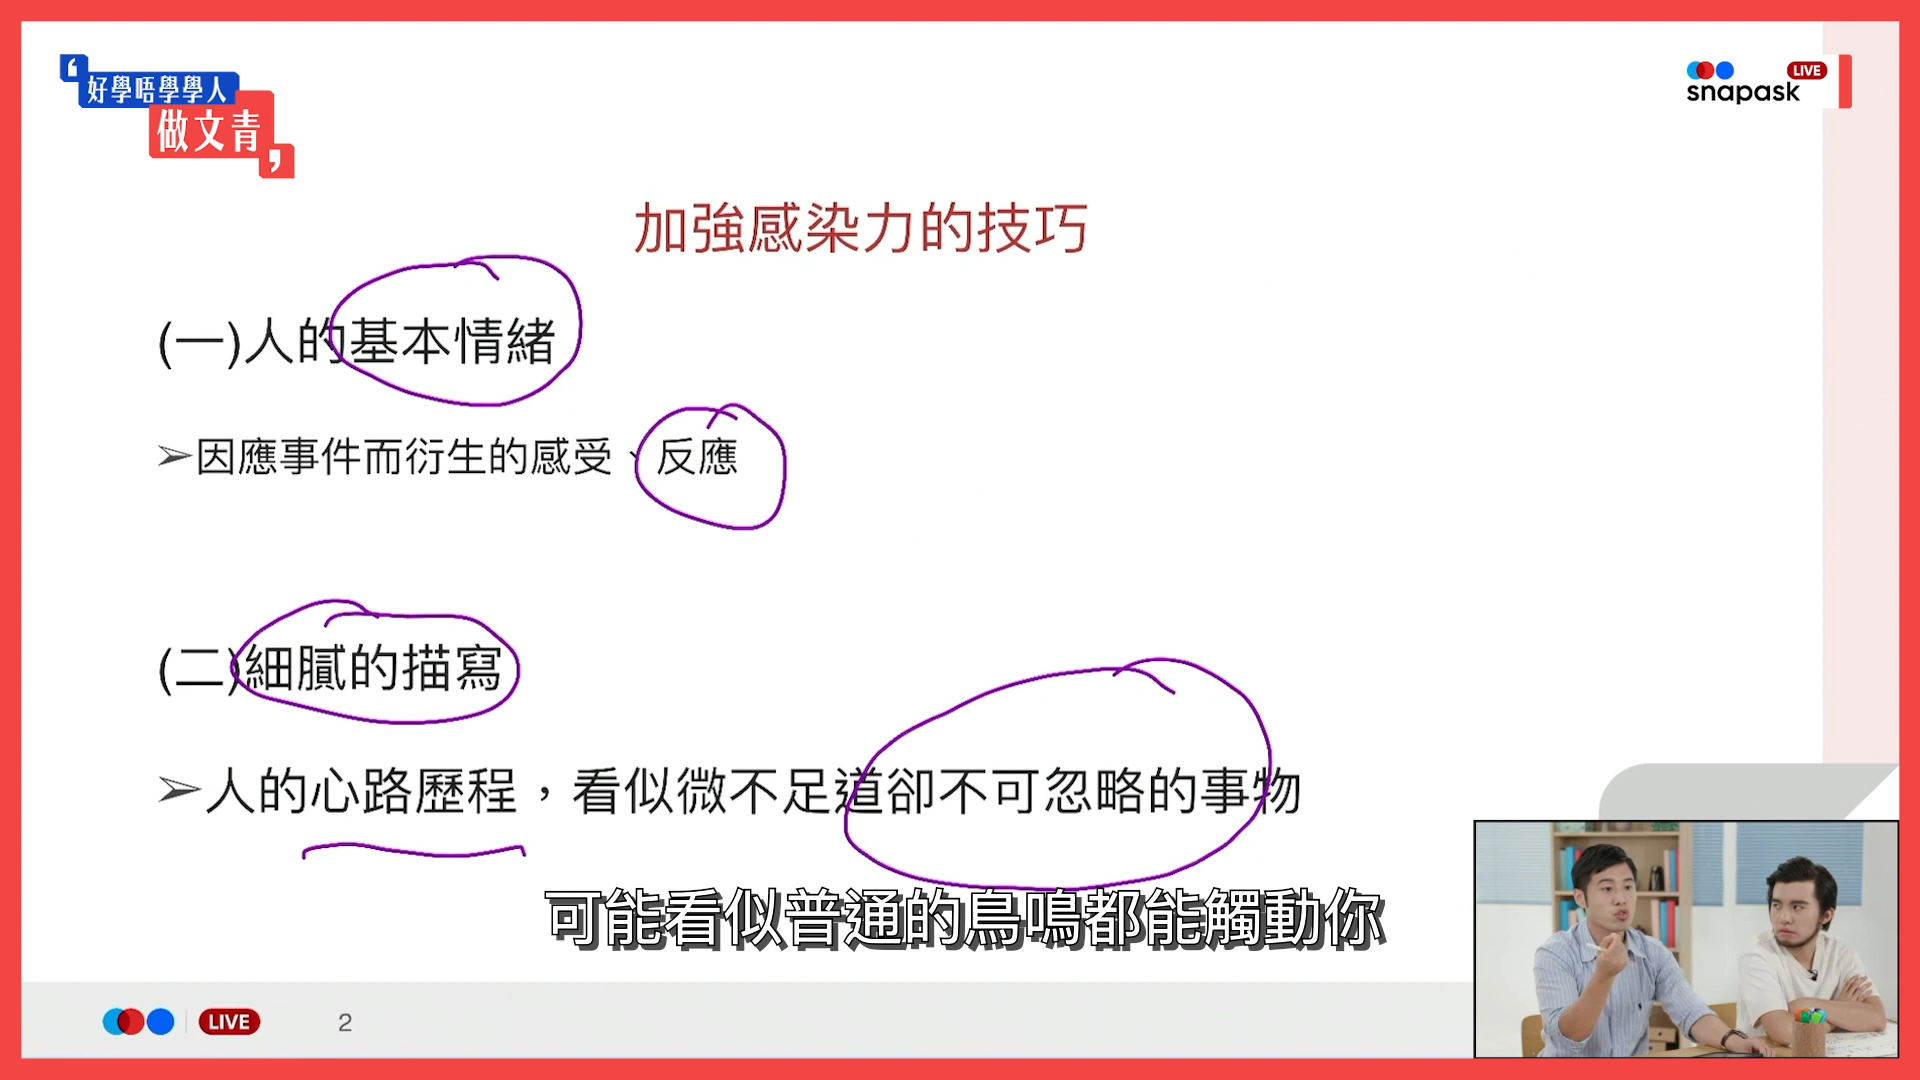 好學唔學學人
做文青
LIVE
snapask
加強感染力的技巧
(一)人的基本情緒
➢因應事件而衍生的感受、反應
(二)細膩的描寫
➢人的心路歷程，看似微不足道卻不可忽略的事物
可能看似普通的鳥鳴都能觸動你
LIVE
2